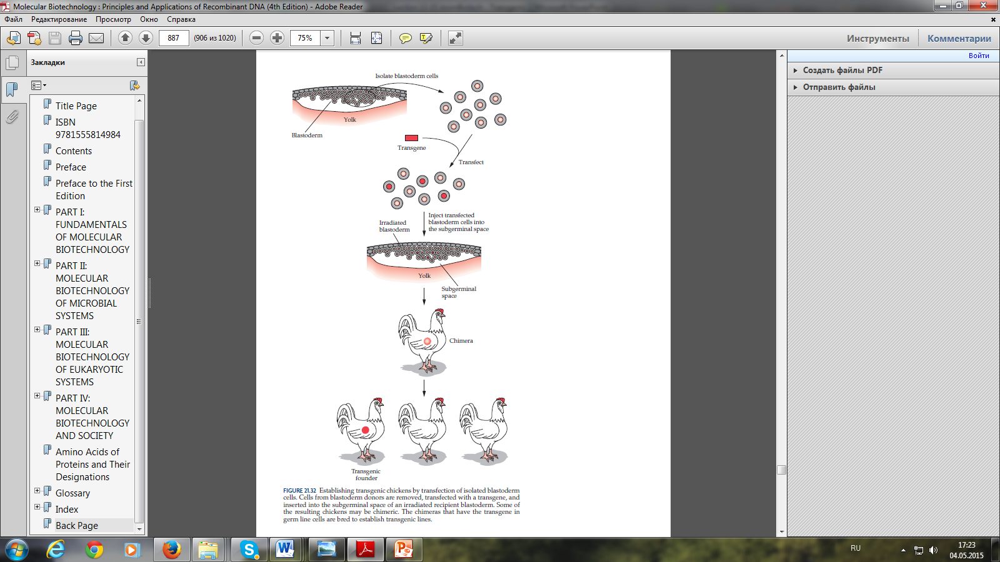 Molecular Biotechnology : Principles and Applications of Recombinant DNA (4th Edition) - Adobe Reader
Файл Редактирование Просмотр Окно Справка
887 (906 из 1020) 75% Инструменты Комментарии
Войти
Закладки
Создать файлы PDF
Отправить файлы
Title Page
ISBN
9781555814984
Contents
Preface
Preface to the First
Edition
PART I:
FUNDAMENTALS
OF MOLECULAR
BIOTECHNOLOGY
PART II:
MOLECULAR
BIOTECHNOLOGY
OF MICROBIAL
SYSTEMS
PART III:
MOLECULAR
BIOTECHNOLOGY
OF EUKARYOTIC
SYSTEMS
PART IV:
MOLECULAR
BIOTECHNOLOGY
AND SOCIETY
Amino Acids of
Proteins and Their
Designations
Glossary
Index
Back Page
Isolate blastoderm cells
Yolk
Blastoderm
Transgene
Transfect
Inject transfected
blastoderm cells into
the subgerminal space
Irradiated
blastoderm
Yolk
Subgerminal
space
Chimera
Transgenic
founder
FIGURE 21.32 Establishing transgenic chickens by transfection of isolated blastoderm
cells. Cells from blastoderm donors are removed, transfected with a transgene, and
inserted into the subgerminal space of an irradiated recipient blastoderm. Some of
the resulting chickens may be chimeric. The chimeras that have the transgene in
germ line cells are bred to establish transgenic lines.
RU
17:23
04.05.2015